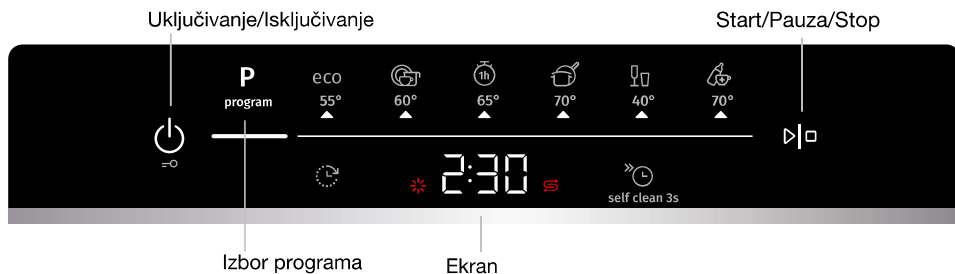 Uključivanje/Isključivanje
Start/Pauza/Stop
P
program
eco
1h
55°
60°
65°
70°
40°
70°
2:30
self clean 3s
Izbor programa
Ekran